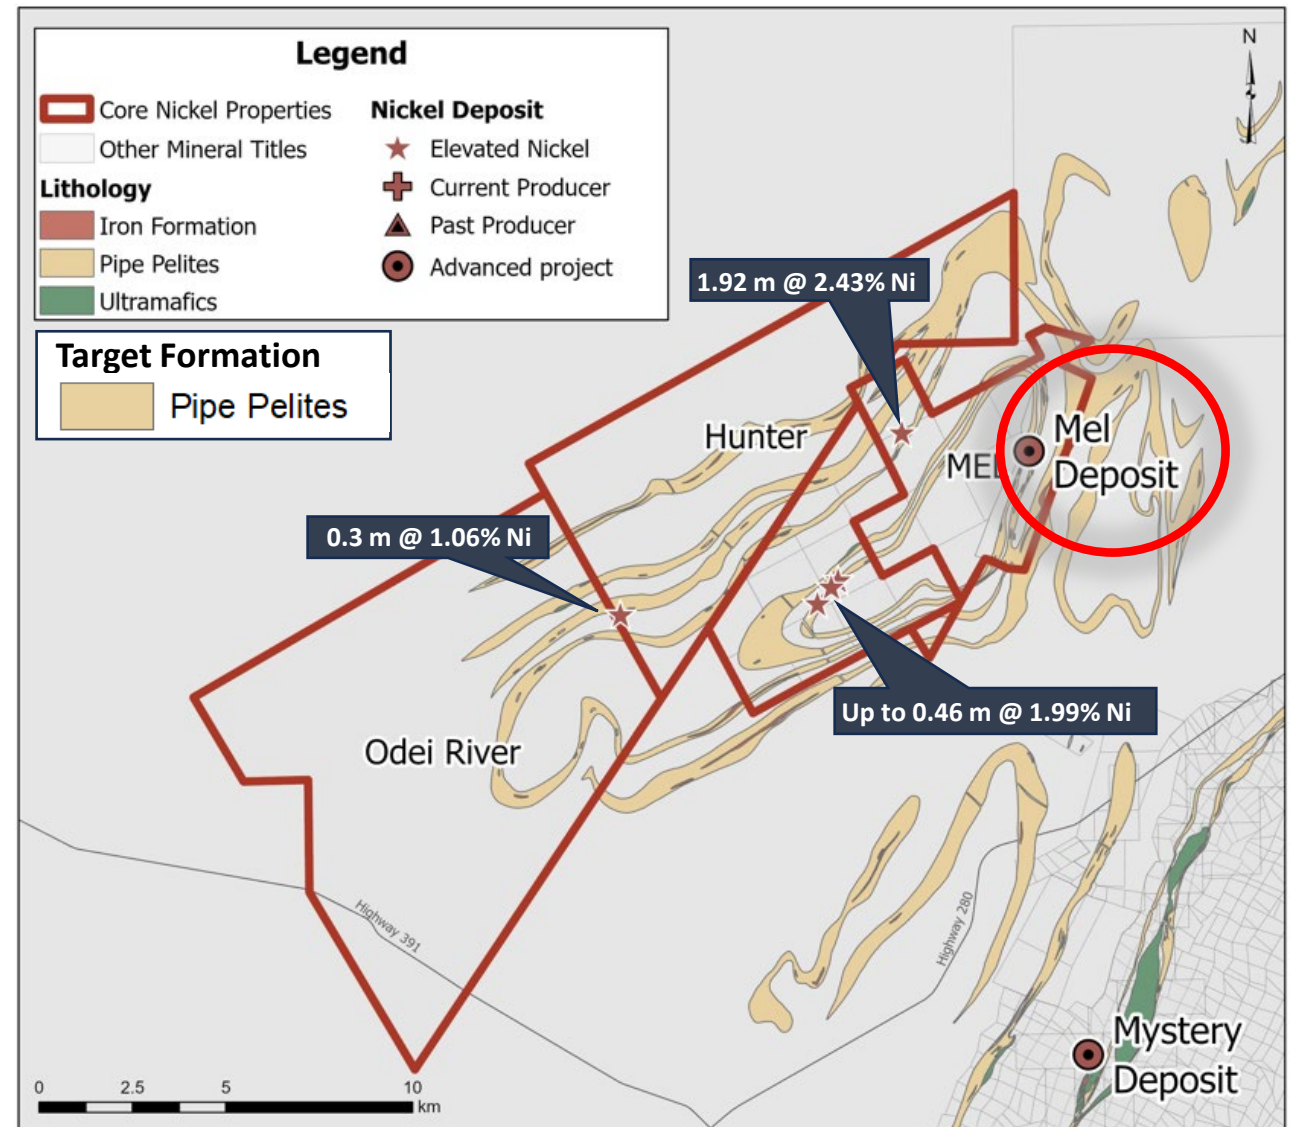 Legend
Core Nickel Properties
Other Mineral Titles
Lithology
Iron Formation
Pipe Pelites
Ultramafics
Nickel Deposit
Elevated Nickel
Current Producer
Past Producer
Advanced project
Target Formation
Pipe Pelites
N
1.92 m @ 2.43% Ni
Hunter
Mel
Deposit
0.3 m @ 1.06% Ni
Up to 0.46 m @ 1.99% Ni
Odei River
Highway 391
Highway 280
Mystery
Deposit
0 2.5 5 10
km